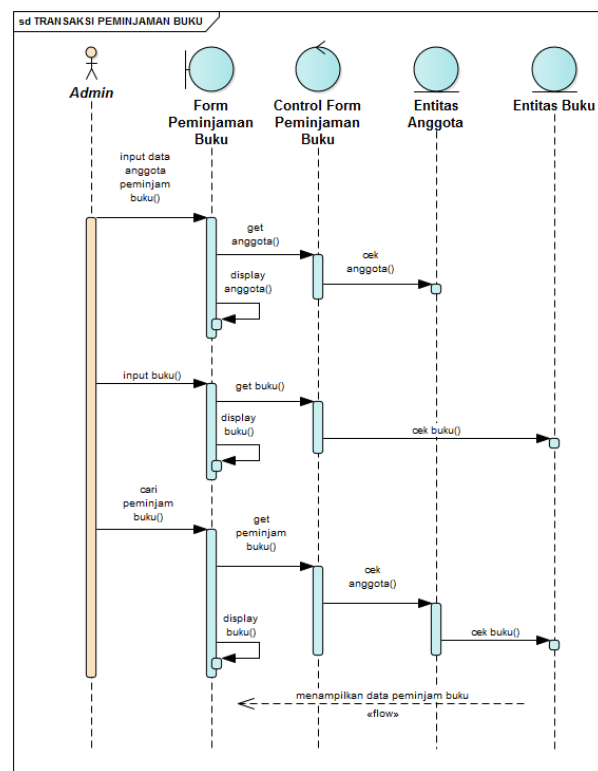 sd TRANSAKSI PEMINJAMAN BUKU
Admin
Form
Peminjaman
Buku
Control Form
Peminjaman
Buku
Entitas
Anggota
Entitas Buku
input data
anggota
peminjam
buku()
get
anggota()
cek
anggota()
display
anggota()
input buku()
get buku()
display
buku()
cek buku()
cari
peminjam
buku()
get
peminjam
buku()
cek
anggota()
display
buku()
cek buku()
menampilkan data peminjam buku
«flow»